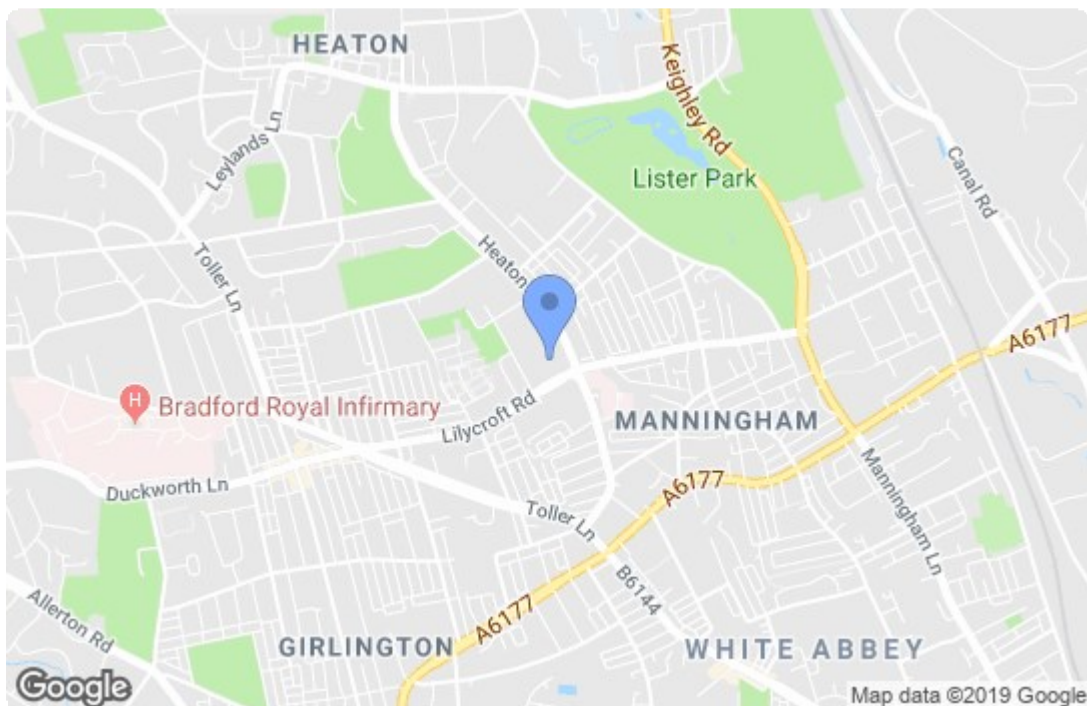 HEATON
Keighley Rd
Leylands Ln
Canal Rd
Lister Park
Toller Ln
Heaton
A6177
H
Bradford Royal Infirmary
Lilycroft Rd
MANNINGHAM
Duckworth Ln
A6177
Manningham Ln
Toller Ln
B6144
Allerton Rd
A6177
GIRLINGTON
WHITE ABBEY
Google
Map data ©2019 Google